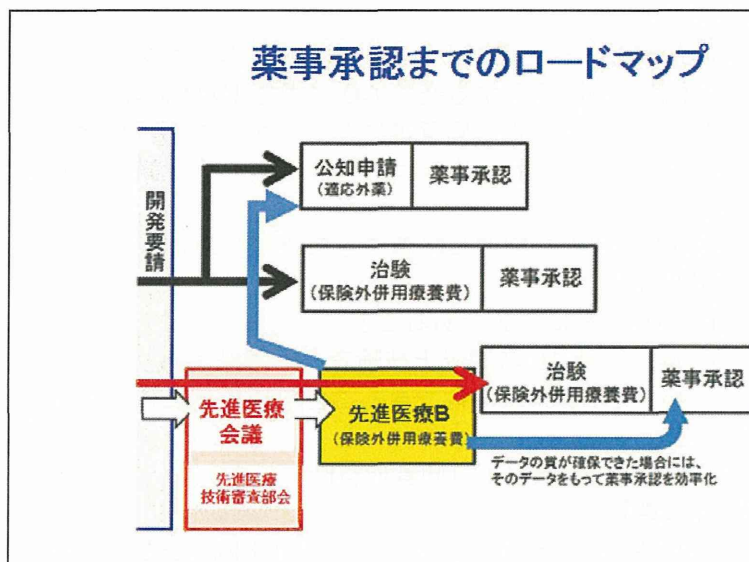 薬事承認までのロードマップ
開発要請
公知申請
(適応外薬)
薬事承認
治験
(保険外併用療養費)
薬事承認
治験
(保険外併用療養費)
薬事承認
先進医療
会議
先進医療
技術審査部会
先進医療B
(保険外併用療養費)
データの質が確保できた場合には、
そのデータをもって薬事承認を効率化